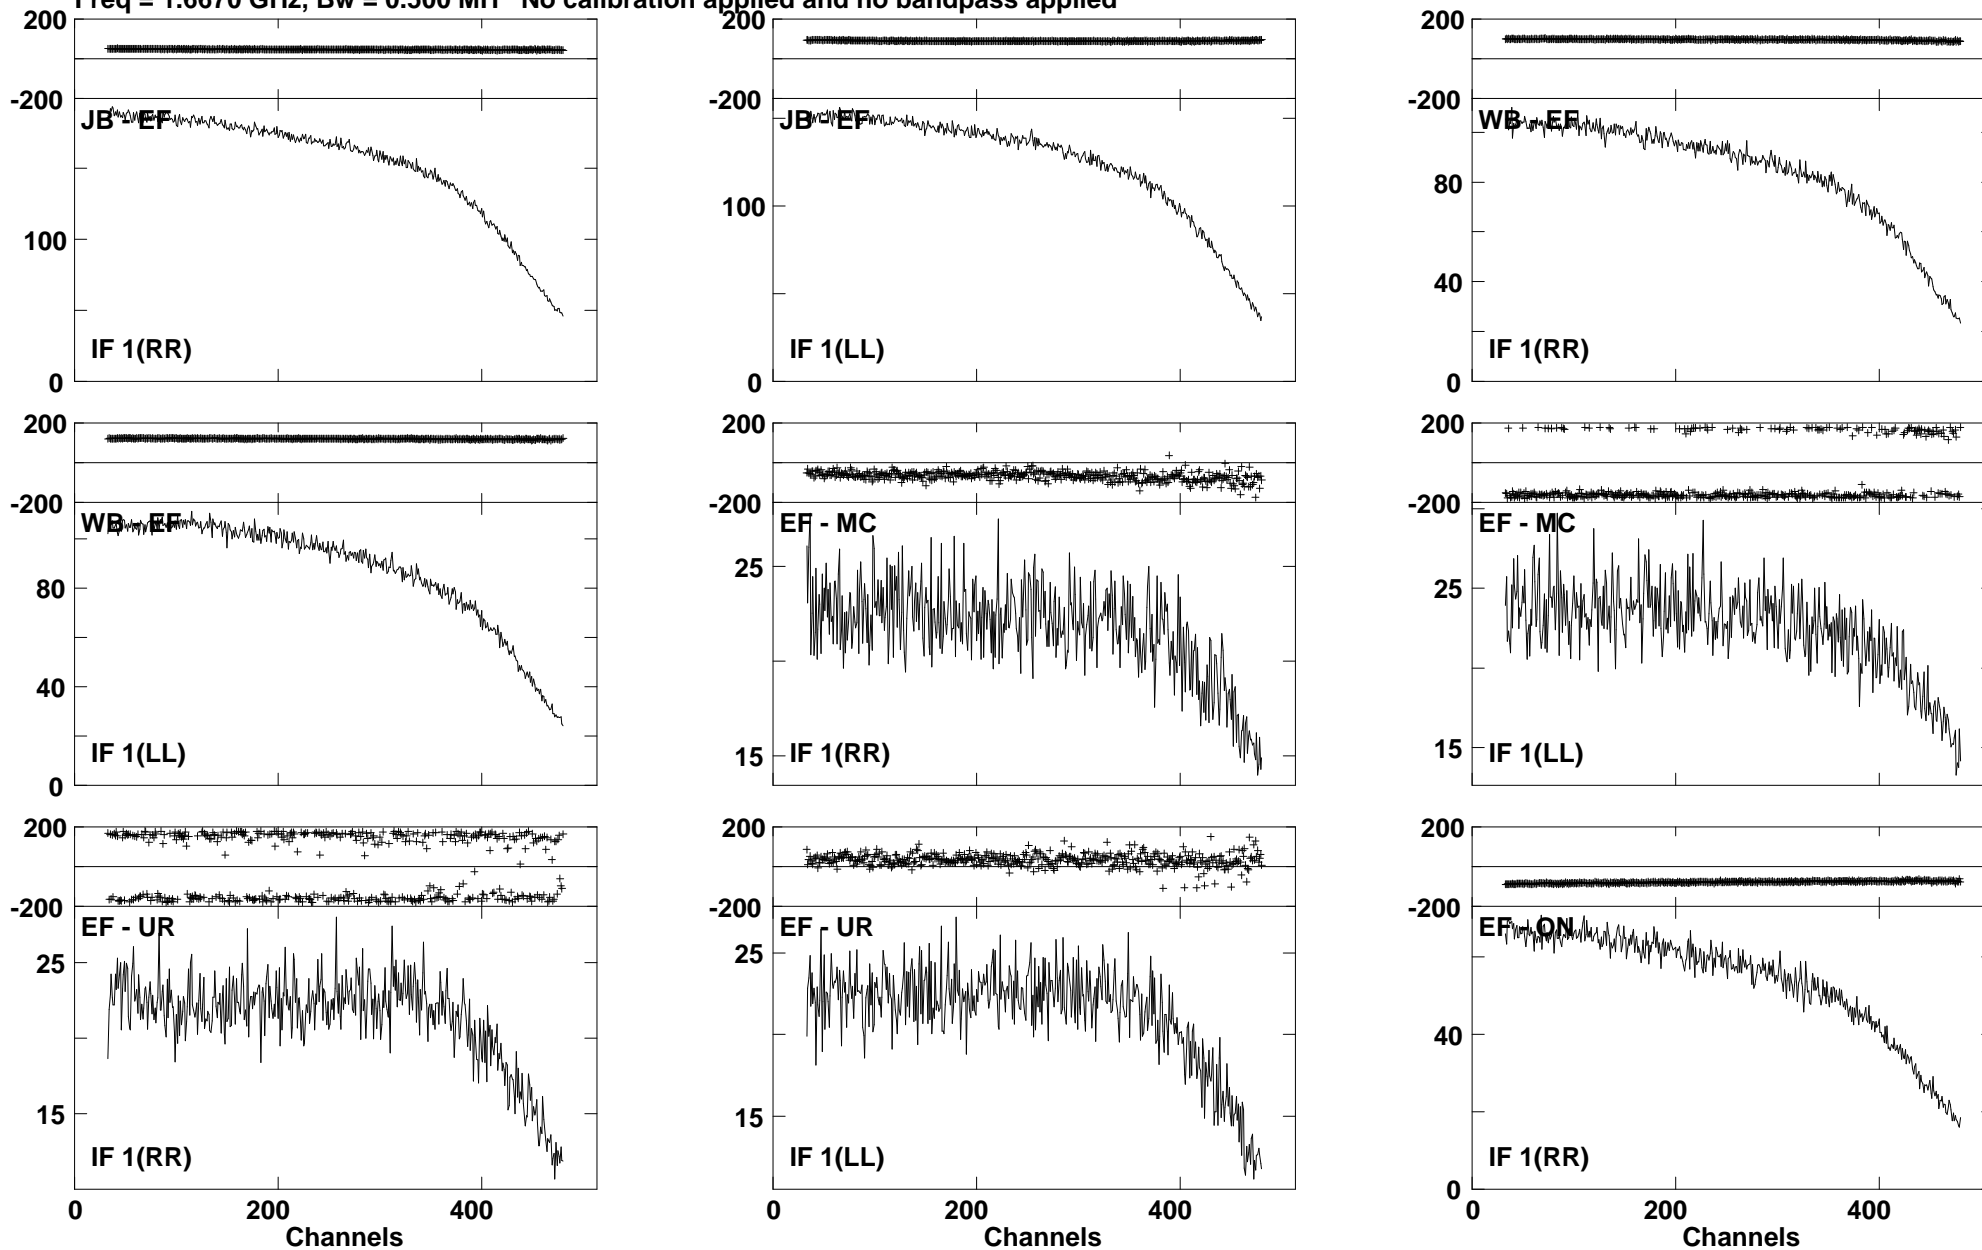 Freq = 1.6670 GHz, Bw = 0.500 MH No calibration applied and no bandpass applied
200 200 200
-200 -200 -200
JB - EF JB - EF WB - EF
100 100 80
40
IF 1(RR) IF 1(LL) IF 1(RR)
0 0 0
200 200 200
-200 -200 -200
WB - EF EF - MC EF - MC
80 25 25
40
15 15
IF 1(LL) IF 1(RR) IF 1(LL)
0
200 200 200
-200 -200 -200
EF - UR EF - UR EF - ON
25 25
40
15 15
IF 1(RR) IF 1(LL) IF 1(RR)
0
0 200 400 0 200 400 0 200 400
Channels Channels Channels